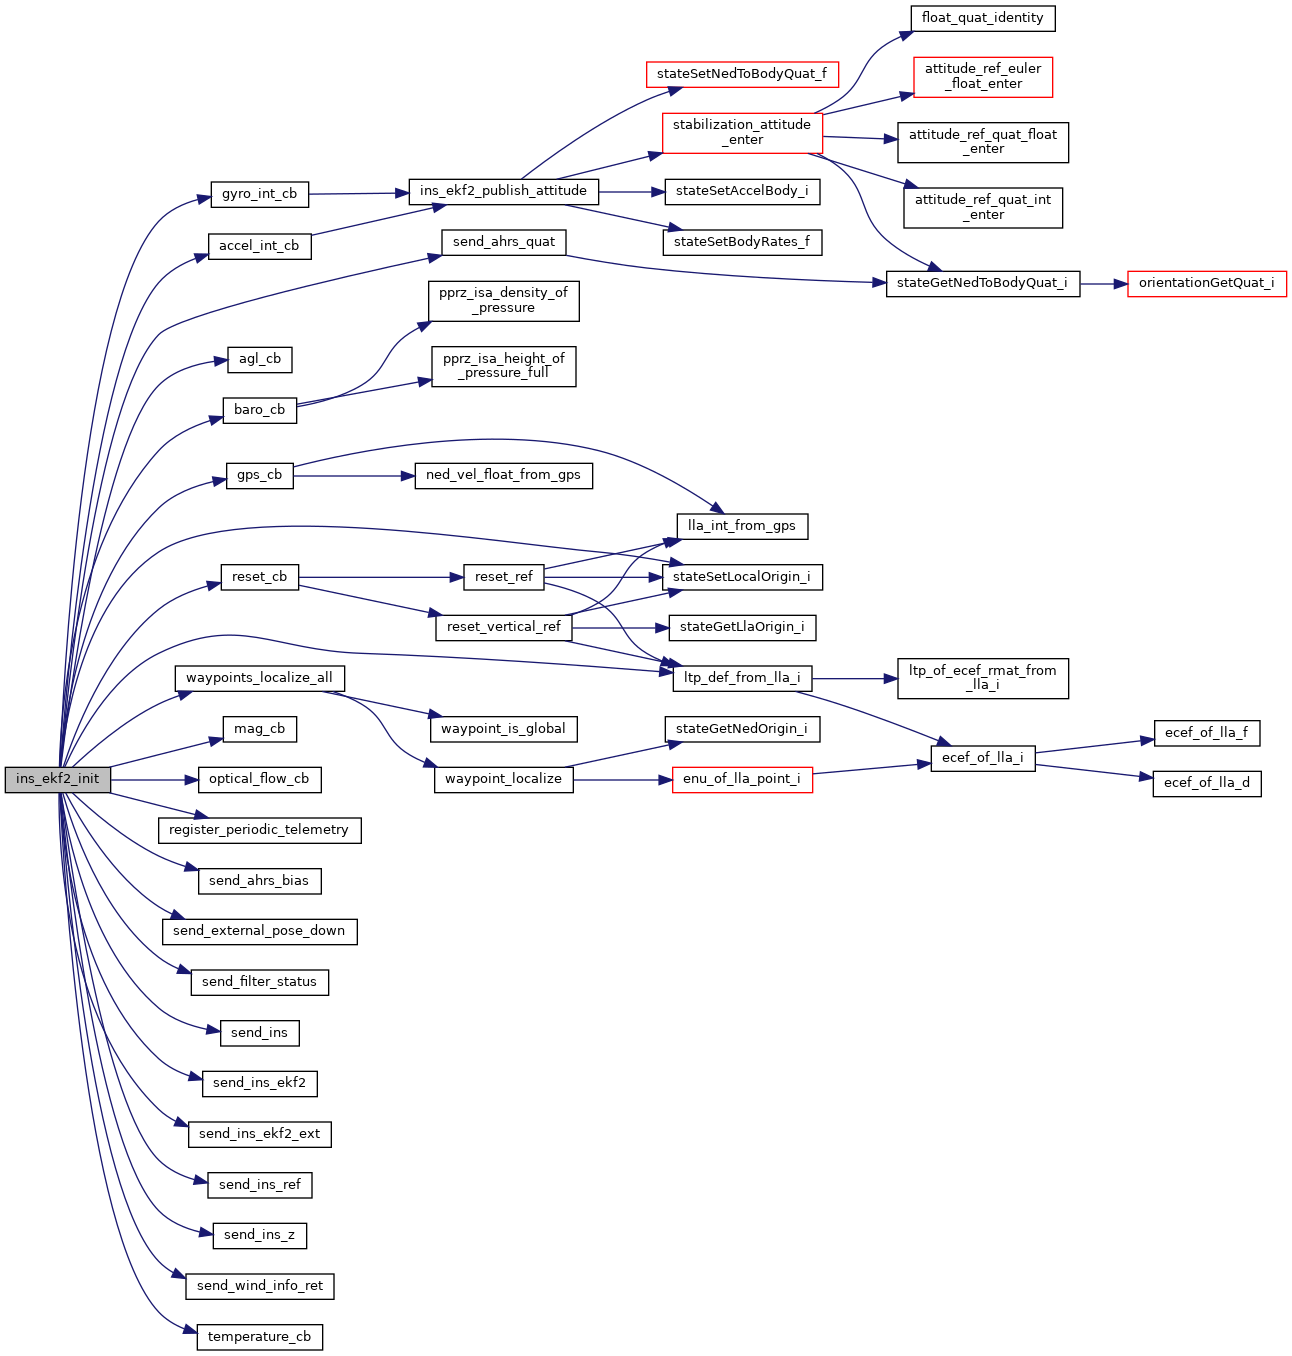 float_quat_identity
stateSetNedToBodyQuat_f
attitude_ref_euler
_float_enter
stabilization_attitude
_enter
attitude_ref_quat_float
_enter
gyro_int_cb
ins_ekf2_publish_attitude
stateSetAccelBody_i
attitude_ref_quat_int
_enter
accel_int_cb
send_ahrs_quat
stateSetBodyRates_f
stateGetNedToBodyQuat_i
orientationGetQuat_i
pprz_isa_density_of
_pressure
agl_cb
pprz_isa_height_of
_pressure_full
baro_cb
gps_cb
ned_vel_float_from_gps
lla_int_from_gps
reset_cb
reset_ref
stateSetLocalOrigin_i
reset_vertical_ref
stateGetLlaOrigin_i
waypoints_localize_all
ltp_def_from_lla_i
ltp_of_ecef_rmat_from
_lla_i
mag_cb
waypoint_is_global
stateGetNedOrigin_i
ecef_of_lla_f
ecef_of_lla_i
ins_ekf2_init
optical_flow_cb
waypoint_localize
enu_of_lla_point_i
ecef_of_lla_d
register_periodic_telemetry
send_ahrs_bias
send_external_pose_down
send_filter_status
send_ins
send_ins_ekf2
send_ins_ekf2_ext
send_ins_ref
send_ins_z
send_wind_info_ret
temperature_cb